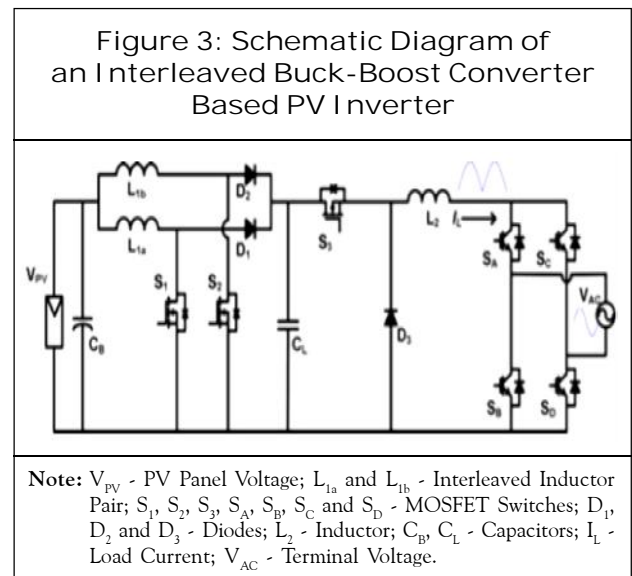 Figure 3: Schematic Diagram of
an Interleaved Buck-Boost Converter
Based PV Inverter
L1b
D2
L1a
D1
S3
L2
IL
SA
SC
VPV
S1
S2
VAC
CB
CL
D3
SB
SD
Note: VPV - PV Panel Voltage; L1a and L1b - Interleaved Inductor
Pair; S1, S2, S3, SA, SB, SC and SD - MOSFET Switches; D1,
D2 and D3 - Diodes; L2 - Inductor; CB, CL - Capacitors; IL -
Load Current; VAC - Terminal Voltage.